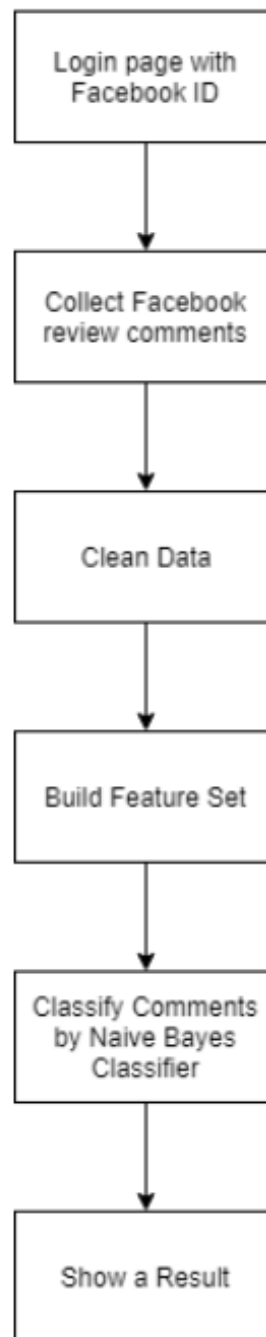 Login page with
Facebook ID
Collect Facebook
review comments
Clean Data
Build Feature Set
Classify Comments
by Naive Bayes
Classifier
Show a Result